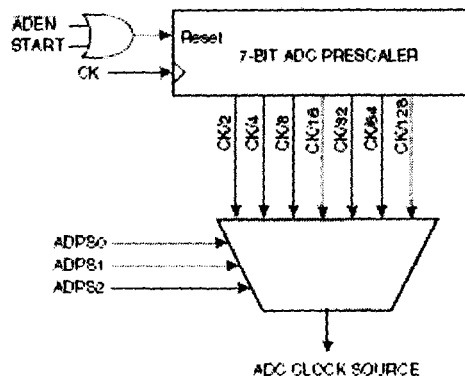 ADEN
START
CK
Reset
7-BIT ADC PRESCALER
CK/2
CK/4
CK/8
CK/16
CK/32
CK/64
CK/128
ADPS0
ADPS1
ADPS2
ADC CLOCK SOURCE